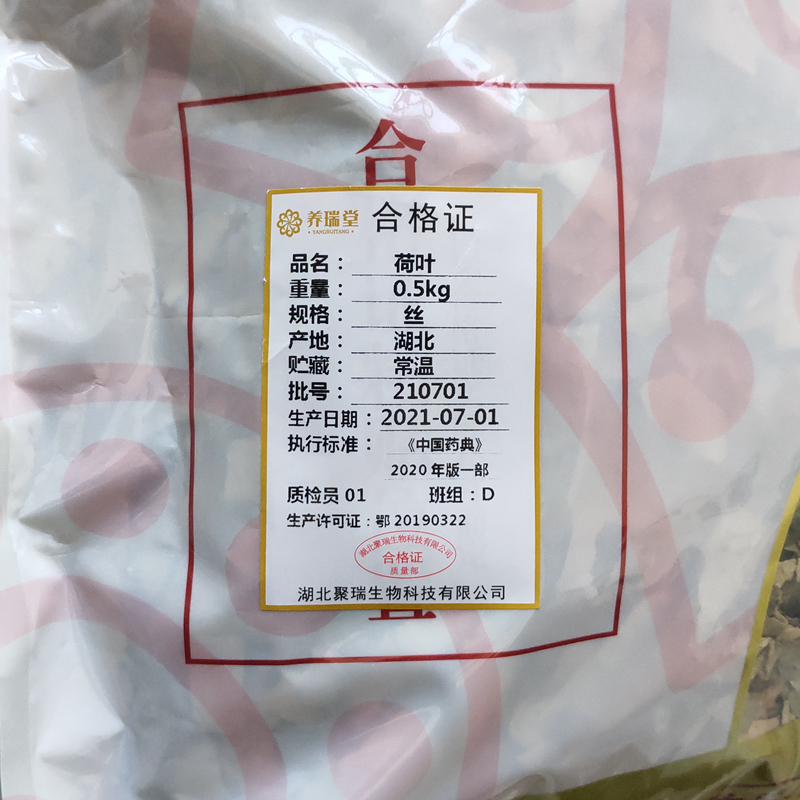 合
养瑞堂 合格证
·YANGRUITANG·
品名： 荷叶
重量： 0.5kg
规格： 丝
产地： 湖北
贮藏： 常温
批号： 210701
生产日期：2021-07-01
执行标准： 《中国药典》
2020年版一部
质检员 01 班组：D
生产许可证：鄂 20190322
湖北聚瑞生物科技有限公司
合格证
质量部
湖北聚瑞生物科技有限公司